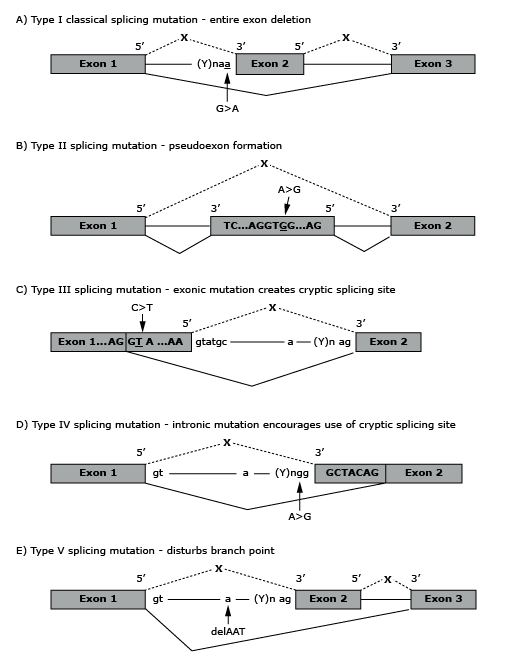 A) Type I classical splicing mutation - entire exon deletion
5’ X 3’ 5’ X 3’
Exon 1 (Y)naa Exon 2 Exon 3
G>A
B) Type II splicing mutation - pseudoexon formation
X
A>G
5’ 3’ 5’ 3’
Exon 1 TC...AGGTGG...AG Exon 2
C) Type III splicing mutation - exonic mutation creates cryptic splicing site
C>T X
5’ 3’
Exon 1...AG GT A ...AA gtatgc a (Y)n ag Exon 2
D) Type IV splicing mutation - intronic mutation encourages use of cryptic splicing site
X
5’ 3’
Exon 1 gt a (Y)ngg GCTACAG Exon 2
A>G
E) Type V splicing mutation - disturbs branch point
X
5’ 3’ 5’ X 3’
Exon 1 gt a (Y)n ag Exon 2 Exon 3
delAAT